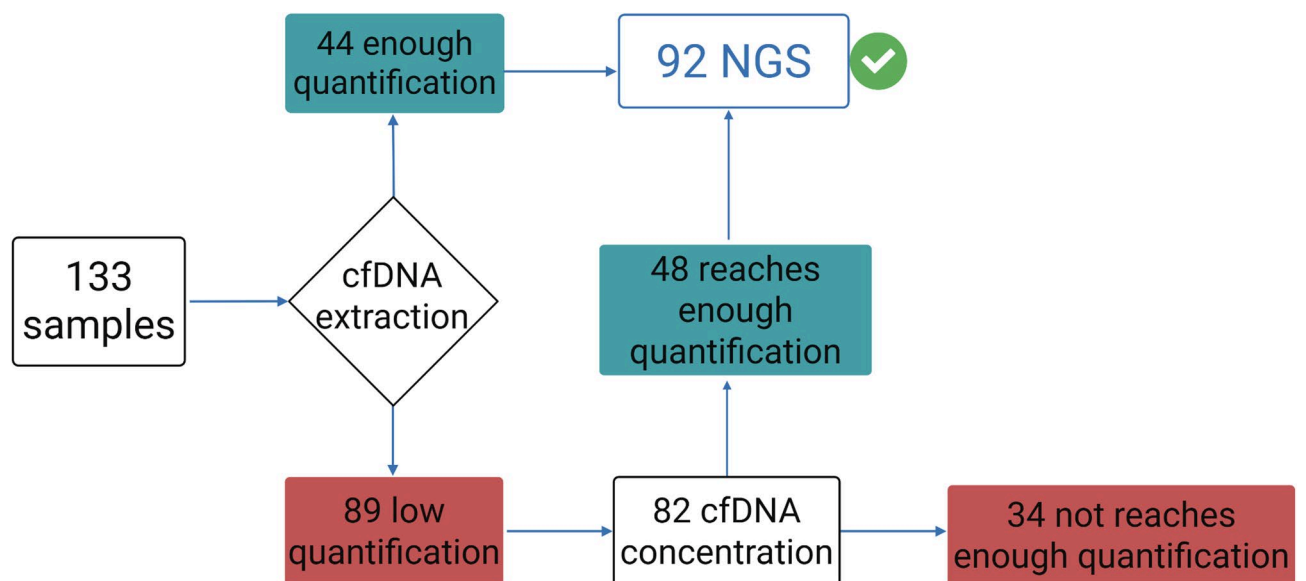 44 enough
quantification
92 NGS
133
samples
cfDNA
extraction
48 reaches
enough
quantification
89 low
quantification
82 cfDNA
concentration
34 not reaches
enough quantification